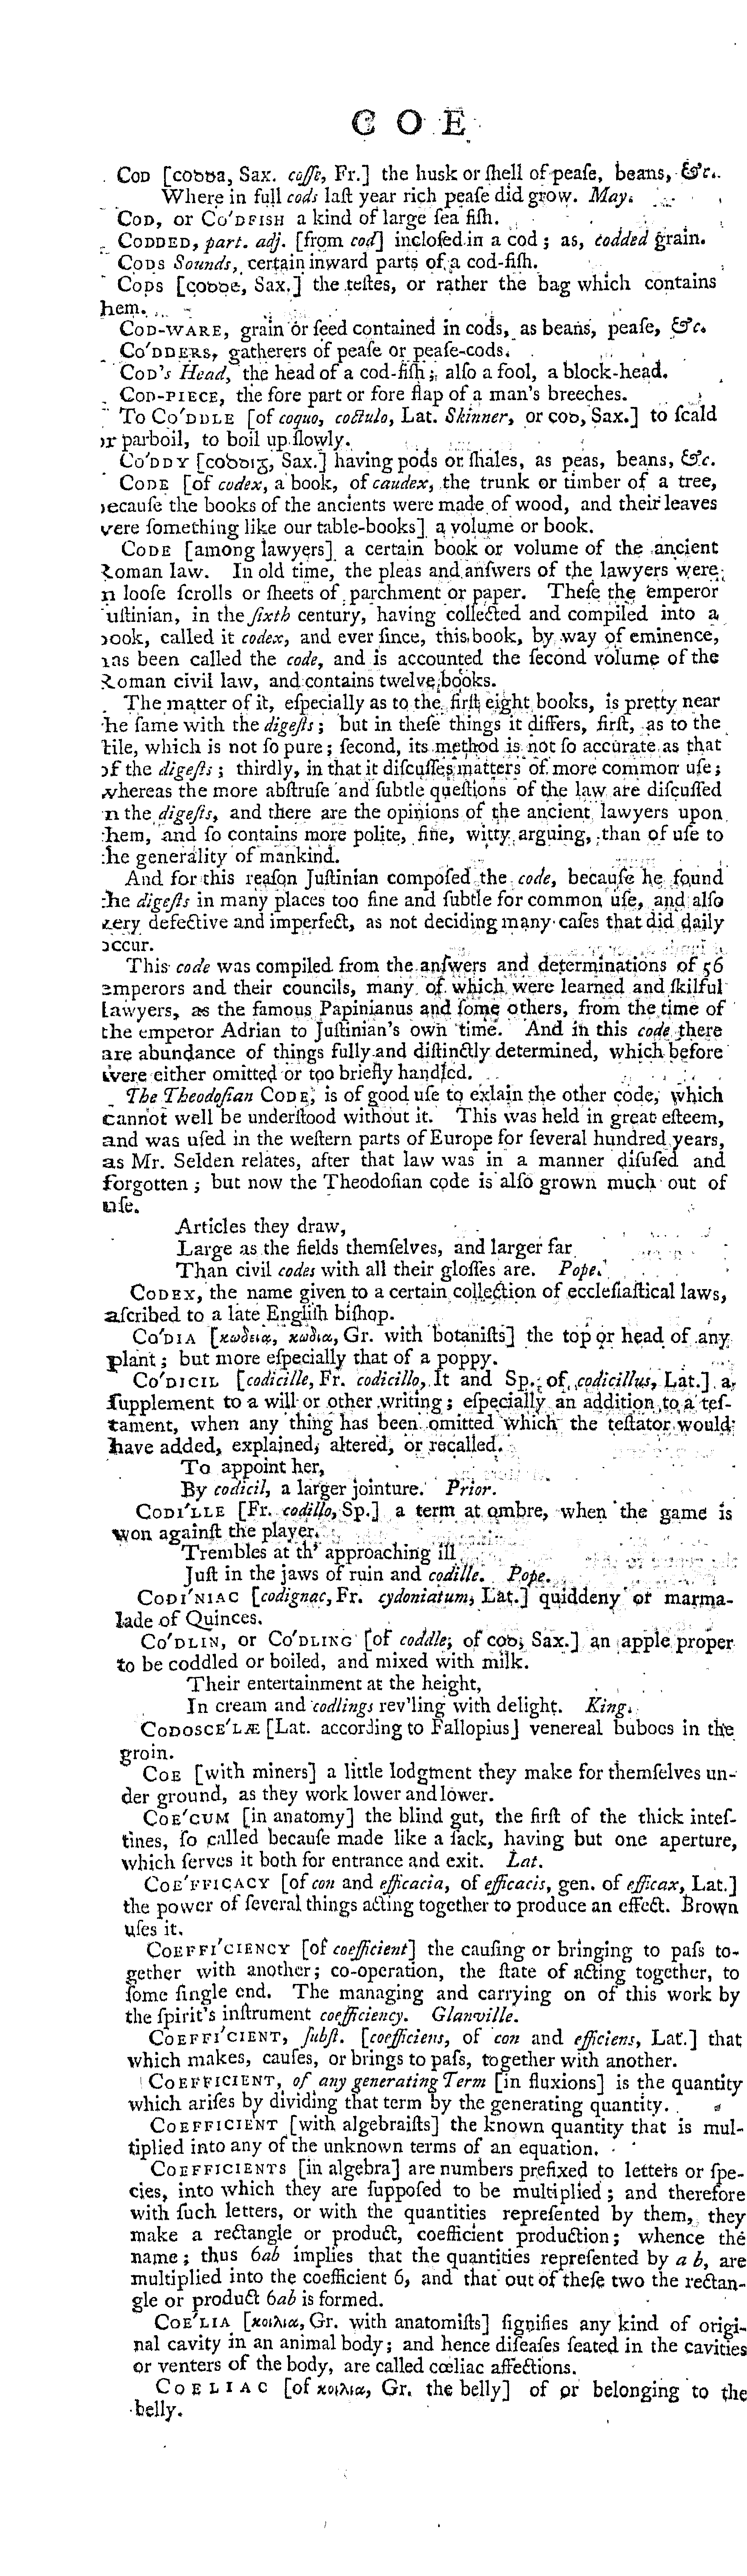 C O E
COD [coꝺꝺa, Sax. coſſe, Fr.] the husk or ſhell of peaſe, beans, &c.
Where in full cods laſt year rich peaſe did grow. May.
COD, or CO'DFISH a kind of large ſea fiſh.
CODDED, part. adj. [from cod] incloſed in a cod; as, codded grain.
CODS Sounds, certain inward parts of a cod-fiſh.
CODS [coꝺꝺe, Sax.] the teſtes, or rather the bag which contains
hem.
COD-WARE, grain or ſeed contained in cods, as beans, peaſe, &c.
CO'DDERS, gatherers of peaſe or peaſe-cods.
COD's Head, the head of a cod-fiſh; alſo a fool, a block-head.
COD-PIECE, the fore part or fore flap of a man's breeches.
To CO'DDLE [of coquo, coctulo, Lat. Skinner, or coꝺ, Sax.] to ſcald
or parboil, to boil up ſlowly.
CO'DDY [coꝺꝺıᵹ, Sax.] having pods or ſhales, as peas, beans, &c.
CODE [of codex, a book, of caudex, the trunk or timber of a tree,
becauſe the books of the ancients were made of wood, and their leaves
were ſomething like our table-books] a volume or book.
CODE [among lawyers] a certain book or volume of the ancient
Roman law. In old time, the pleas and anſwers of the lawyers were
in looſe ſcrolls or ſheets of parchment or paper. Theſe the emperor
uſtinian, in the ſixth century, having collected and compiled into a
book, called it codex, and ever ſince, this book, by way of eminence,
has been called the code, and is accounted the ſecond volume of the
Roman civil law, and contains twelve books.
The matter of it, eſpecially as to the firſt eight books, is pretty near
he ſame with the digeſts; but in theſe things it differs, firſt, as to the
ſtile, which is not ſo pure; ſecond, its method is not ſo accurate as that
of the digeſts; thirdly, in that it diſcuſſes matters of more common uſe;
whereas the more abſtruſe and ſubtle queſtions of the law are diſcuſſed
n the digeſts, and there are the opinions of the ancient lawyers upon
them, and ſo contains more polite, fine, witty arguing, than of uſe to
the generality of mankind.
And for this reaſon Juſtinian compoſed the code, becauſe he found
the digeſts in many places too fine and ſubtle for common uſe, and alſo
very defective and imperfect, as not deciding many caſes that did daily
occur.
This code was compiled from the anſwers and determinations of 56
emperors and their councils, many of which were learned and ſkilful
lawyers, as the famous Papinianus and ſome others, from the time of
the emperor Adrian to Juſtinian's own time. And in this code there
are abundance of things fully and diſtinctly determined, which before
were either omitted or too briefly handled.
The Theodoſian CODE, is of good uſe to exlain the other code, which
cannot well be underſtood without it. This was held in great eſteem,
and was uſed in the weſtern parts of Europe for ſeveral hundred years,
as Mr. Selden relates, after that law was in a manner diſuſed and
forgotten; but now the Theodoſian code is alſo grown much out of
uſe.
Articles they draw,
Large as the fields themſelves, and larger far
Than civil codes with all their gloſſes are. Pope.
CODEX, the name given to a certain collection of eccleſiaſtical laws,
aſcribed to a late Engliſh biſhop.
CO'DIA [κωδεια, κωδια, Gr. with botaniſts] the top or head of any
plant; but more eſpecially that of a poppy.
CO'DICIL [codicille, Fr. codicillo, It and Sp. of codicillus, Lat.] a
ſupplement to a will or other writing; eſpecially an addition to a teſ-
tament, when any thing has been omitted which the teſtator would
have added, explained, altered, or recalled.
To appoint her,
By codicil, a larger jointure. Prior.
CODI'LLE [Fr. codillo, Sp.] a term at ombre, when the game is
won againſt the player.
Trembles at th' approaching ill
Juſt in the jaws of ruin and codille. Pope.
CODI'NIAC [codignac, Fr. cydoniatum, Lat.] quiddeny or marma-
lade of Quinces.
CO'DLIN, or CO'DLING [of coddle, of coꝺ, Sax.] an apple proper
to be coddled or boiled, and mixed with milk.
Their entertainment at the height,
In cream and codlings rev'ling with delight. King.
CODOSCE'LÆ [Lat. according to Fallopius] venereal buboes in the
groin.
COE [with miners] a little lodgment they make for themſelves un-
der ground, as they work lower and lower.
COE'CUM [in anatomy] the blind gut, the firſt of the thick inteſ-
tines, ſo called becauſe made like a ſack, having but one aperture,
which ſerves it both for entrance and exit. Lat.
COE'FFICACY [of con and efficacia, of efficacis, gen. of efficax, Lat.]
the power of ſeveral things acting together to produce an effect. Brown
uſes it.
COEFFI'CIENCY [of coefficient] the cauſing or bringing to paſs to-
gether with another; co-operation, the ſtate of acting together, to
ſome ſingle end. The managing and carrying on of this work by
the ſpirit's inſtrument coefficiency. Glanville.
COEFFI'CIENT, ſubſt. [coefficiens, of con and efficiens, Lat.] that
which makes, cauſes, or brings to paſs, together with another.
COEFFICIENT, of any generating Term [in fluxions] is the quantity
which ariſes by dividing that term by the generating quantity.
COEFFICIENT [with algebraiſts] the known quantity that is mul-
tiplied into any of the unknown terms of an equation.
COEFFICIENTS [in algebra] are numbers prefixed to letters or ſpe-
cies, into which they are ſuppoſed to be multiplied; and therefore
with ſuch letters, or with the quantities repreſented by them, they
make a rectangle or product, coefficient production; whence the
name; thus 6ab implies that the quantities repreſented by a b, are
multiplied into the coefficient 6, and that out of theſe two the rectan-
gle or product 6ab is formed.
COE'LIA [κοιλια, Gr. with anatomiſts] ſignifies any kind of origi-
nal cavity in an animal body; and hence diſeaſes ſeated in the cavities
or venters of the body, are called cœliac affections.
COELIAC [of κοιλια, Gr. the belly] of or belonging to the
belly.